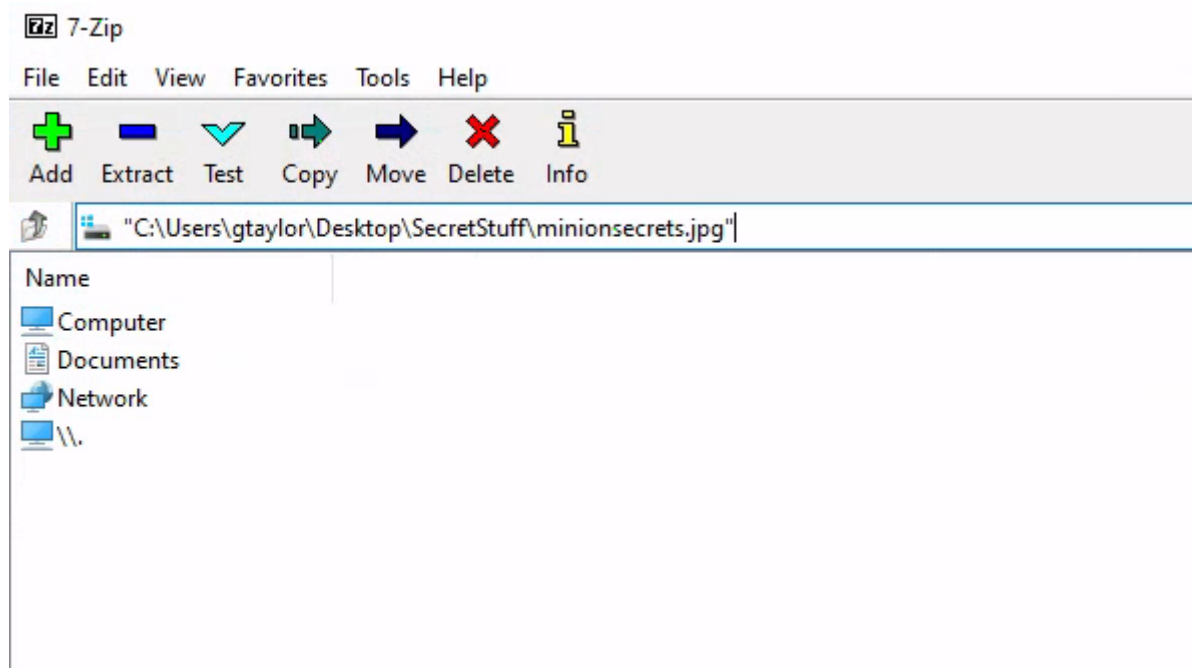 7z 7-Zip
File Edit View Favorites Tools Help
Add Extract Test Copy Move Delete Info
"C:\Users\gtaylor\Desktop\SecretStuff\minionsecrets.jpg"
Name
Computer
Documents
Network
\\.